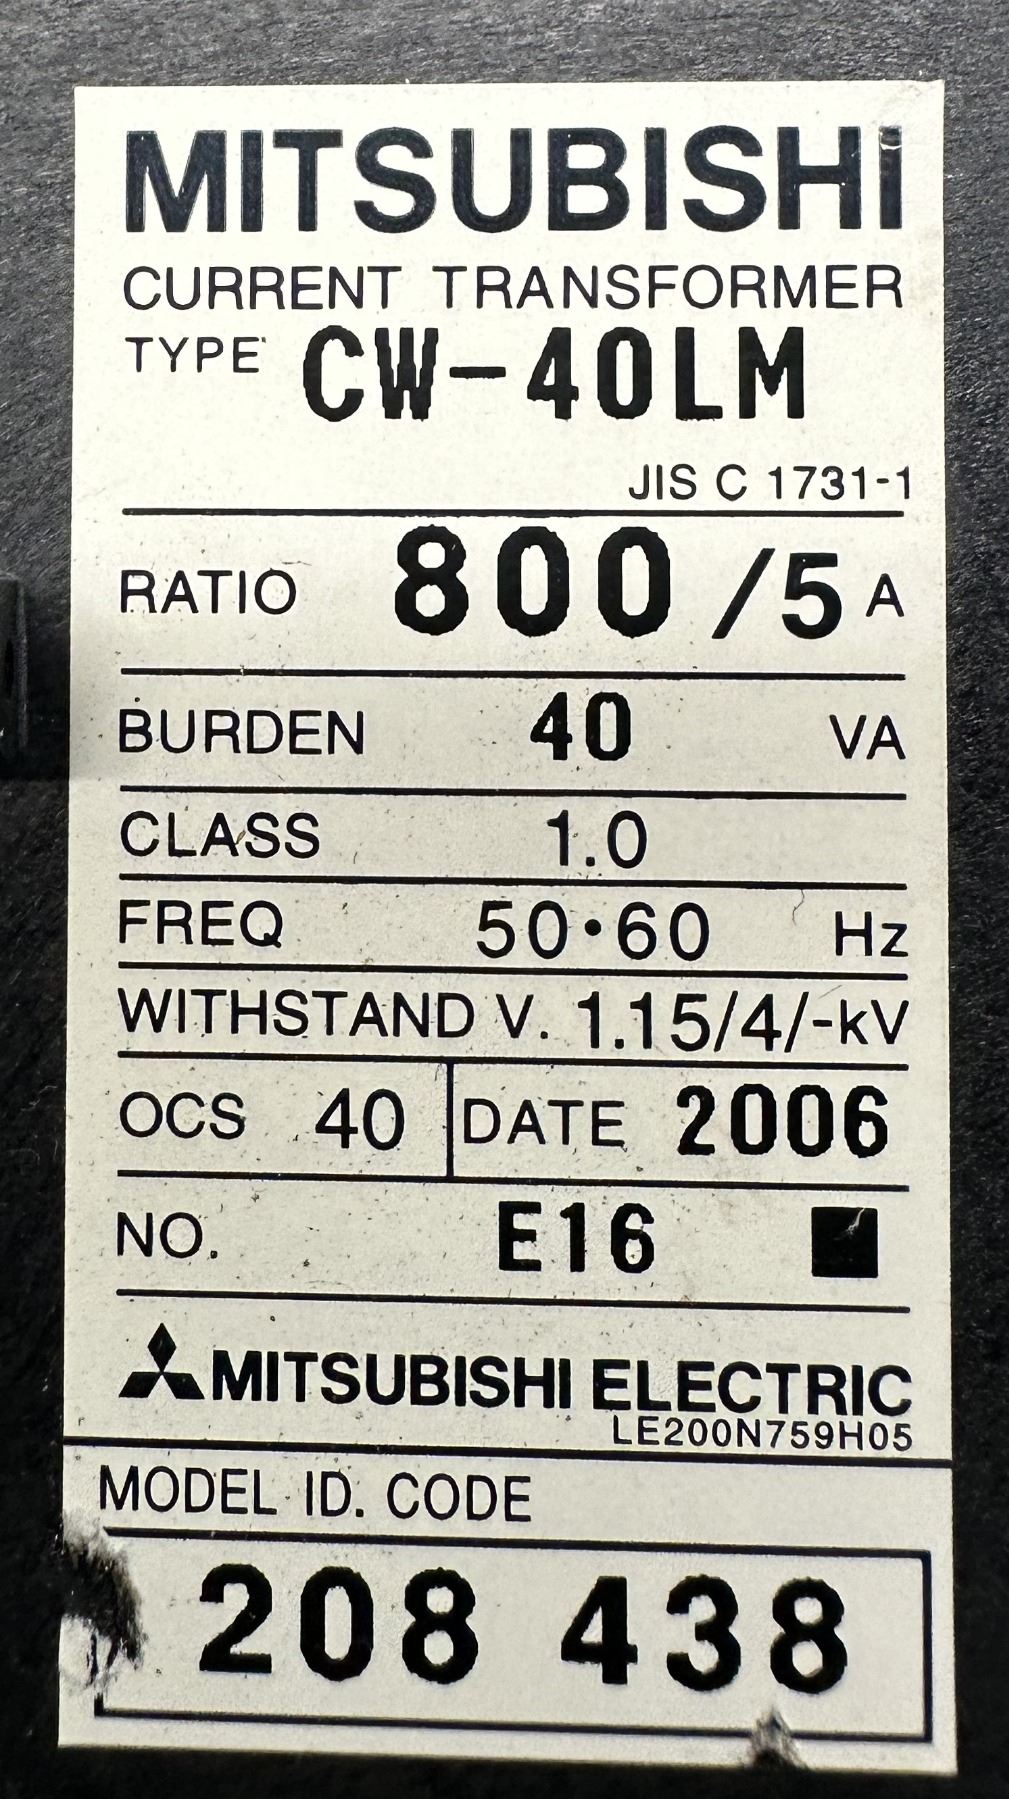 MITSUBISHI
CURRENT TRANSFORMER
TYPE CW-40LM
JIS C 1731-1
RATIO 800/5 A
BURDEN 40 VA
CLASS 1.0
FREQ 50·60 Hz
WITHSTAND V. 1.15/4/-kV
OCS 40 DATE 2006
NO. E16 ■
MITSUBISHI ELECTRIC
LE200N759H05
MODEL ID. CODE
208 438